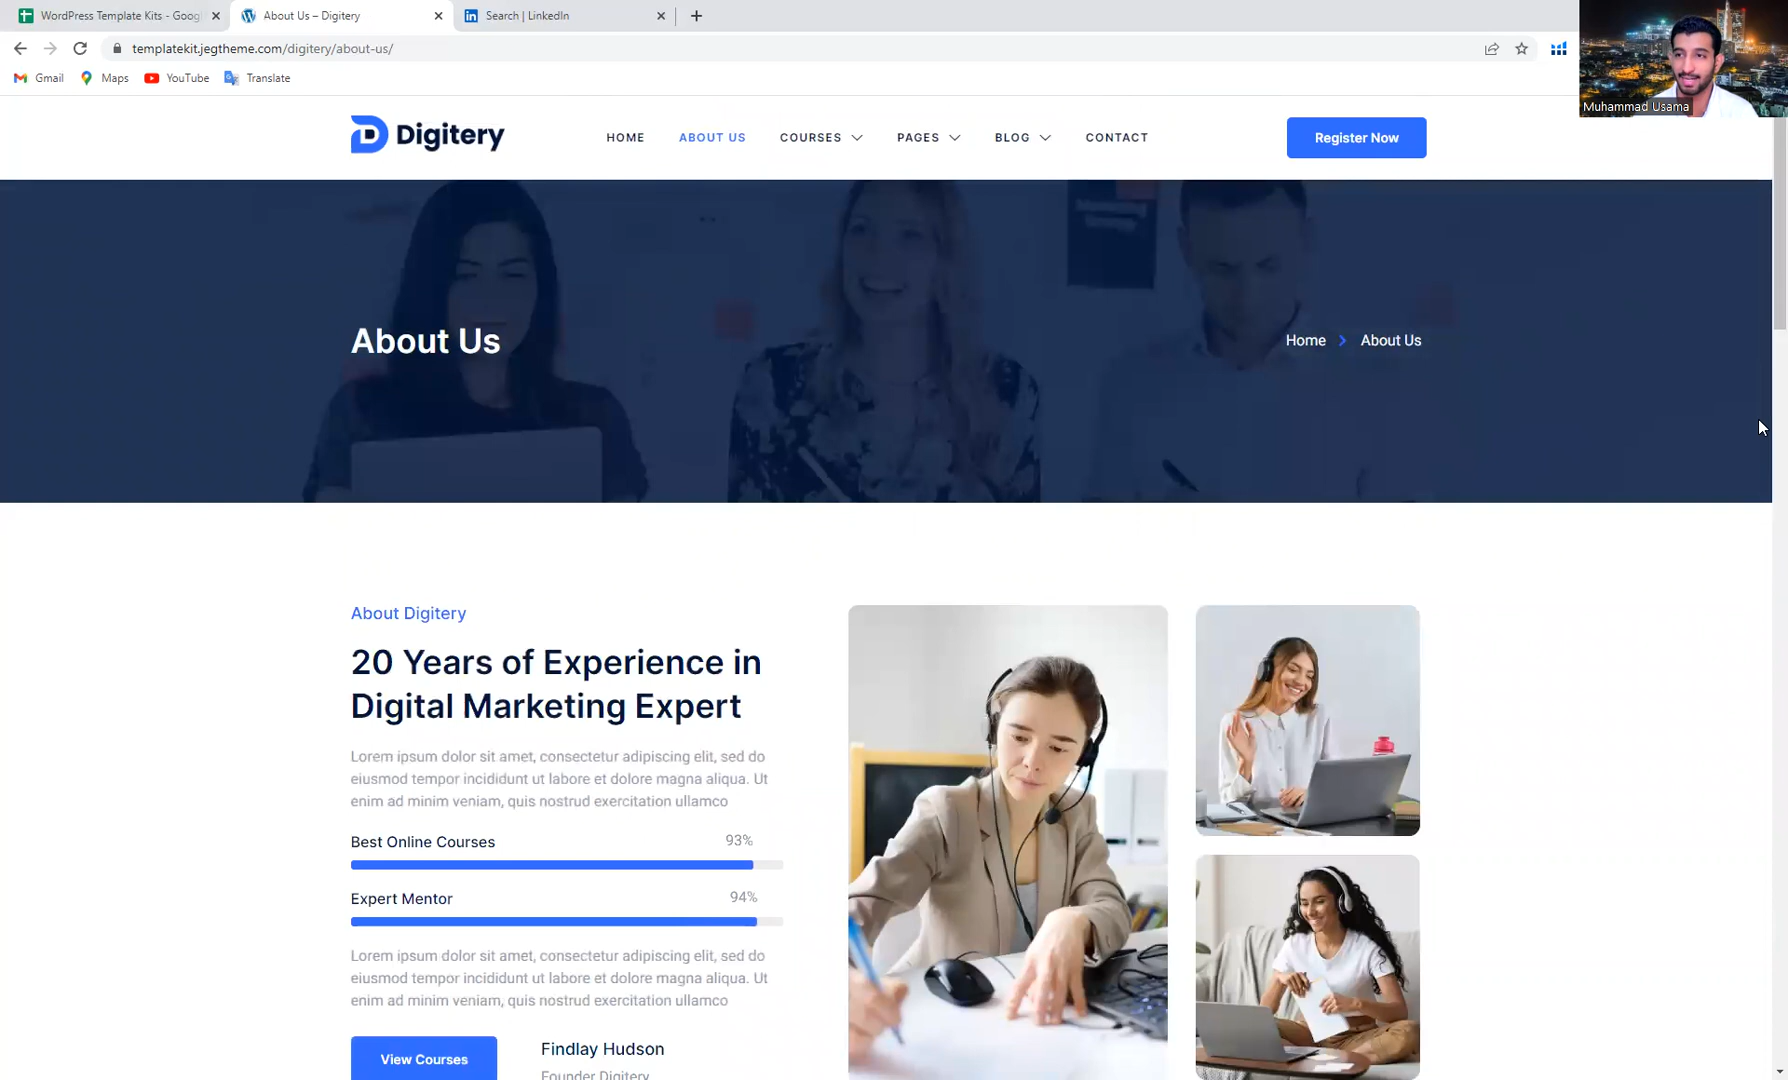 WordPress Template Kits - Goog
About Us – Digitery
Search | LinkedIn
templatekit.jegtheme.com/digitery/about-us/
Gmail
Maps
YouTube
Translate
Muhammad Usama
Digitery
HOME
ABOUT US
COURSES
PAGES
BLOG
CONTACT
Register Now
About Us
Home
About Us
About Digitery
20 Years of Experience in
Digital Marketing Expert
Lorem ipsum dolor sit amet, consectetur adipiscing elit, sed do
eiusmod tempor incididunt ut labore et dolore magna aliqua. Ut
enim ad minim veniam, quis nostrud exercitation ullamco
Best Online Courses 93%
Expert Mentor 94%
Lorem ipsum dolor sit amet, consectetur adipiscing elit, sed do
eiusmod tempor incididunt ut labore et dolore magna aliqua. Ut
enim ad minim veniam, quis nostrud exercitation ullamco
View Courses
Findlay Hudson
Founder Digitery